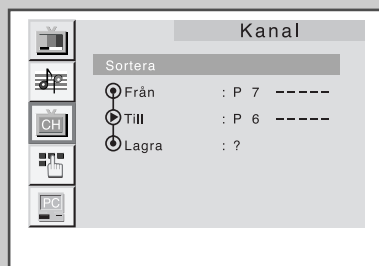 Kanal
Sortera
Från : P 7 -----
Till : P 6 -----
CH
Lagra : ?
PC